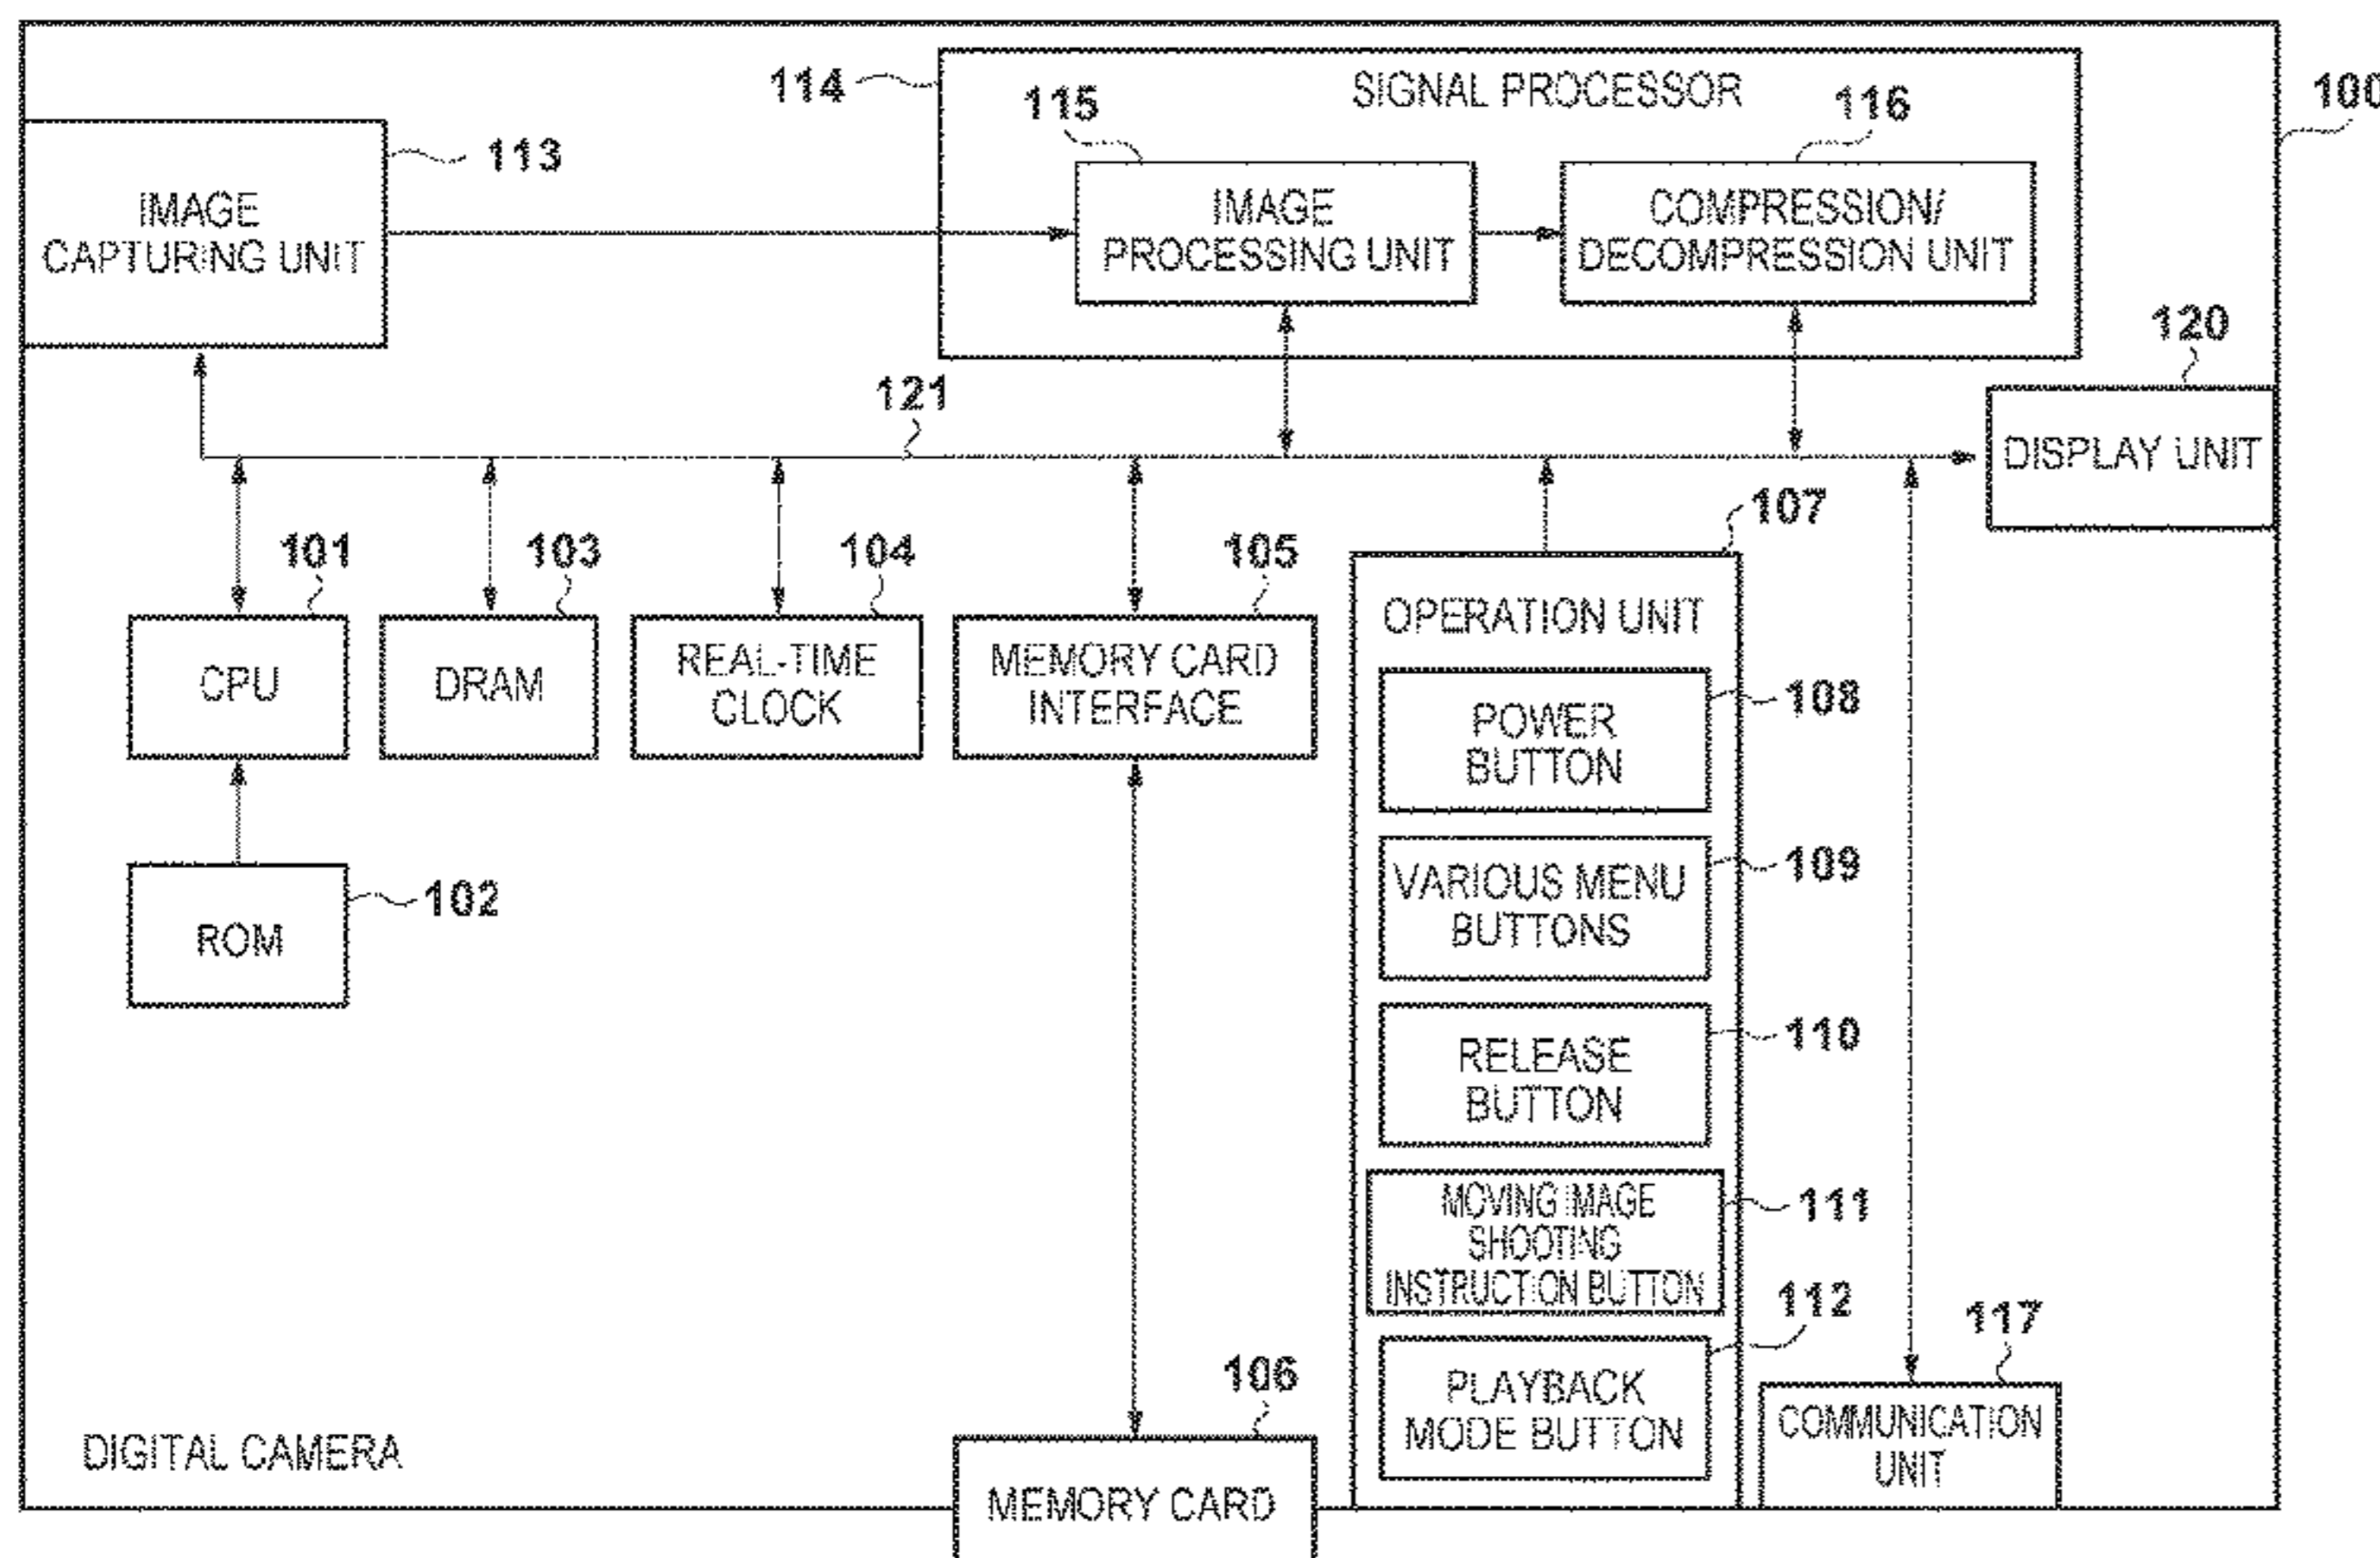 114
SIGNAL PROCESSOR
100
115
116
113
IMAGE
CAPTURING UNIT
IMAGE
PROCESSING UNIT
COMPRESSION/
DECOMPRESSION UNIT
120
DISPLAY UNIT
121
101
CPU
103
DRAM
104
REAL-TIME
CLOCK
105
MEMORY CARD
INTERFACE
107
OPERATION UNIT
POWER
BUTTON
108
VARIOUS MENU
BUTTONS
109
ROM
102
RELEASE
BUTTON
110
MOVING IMAGE
SHOOTING
INSTRUCTION BUTTON
111
PLAYBACK
MODE BUTTON
112
117
COMMUNICATION
UNIT
106
MEMORY CARD
DIGITAL CAMERA